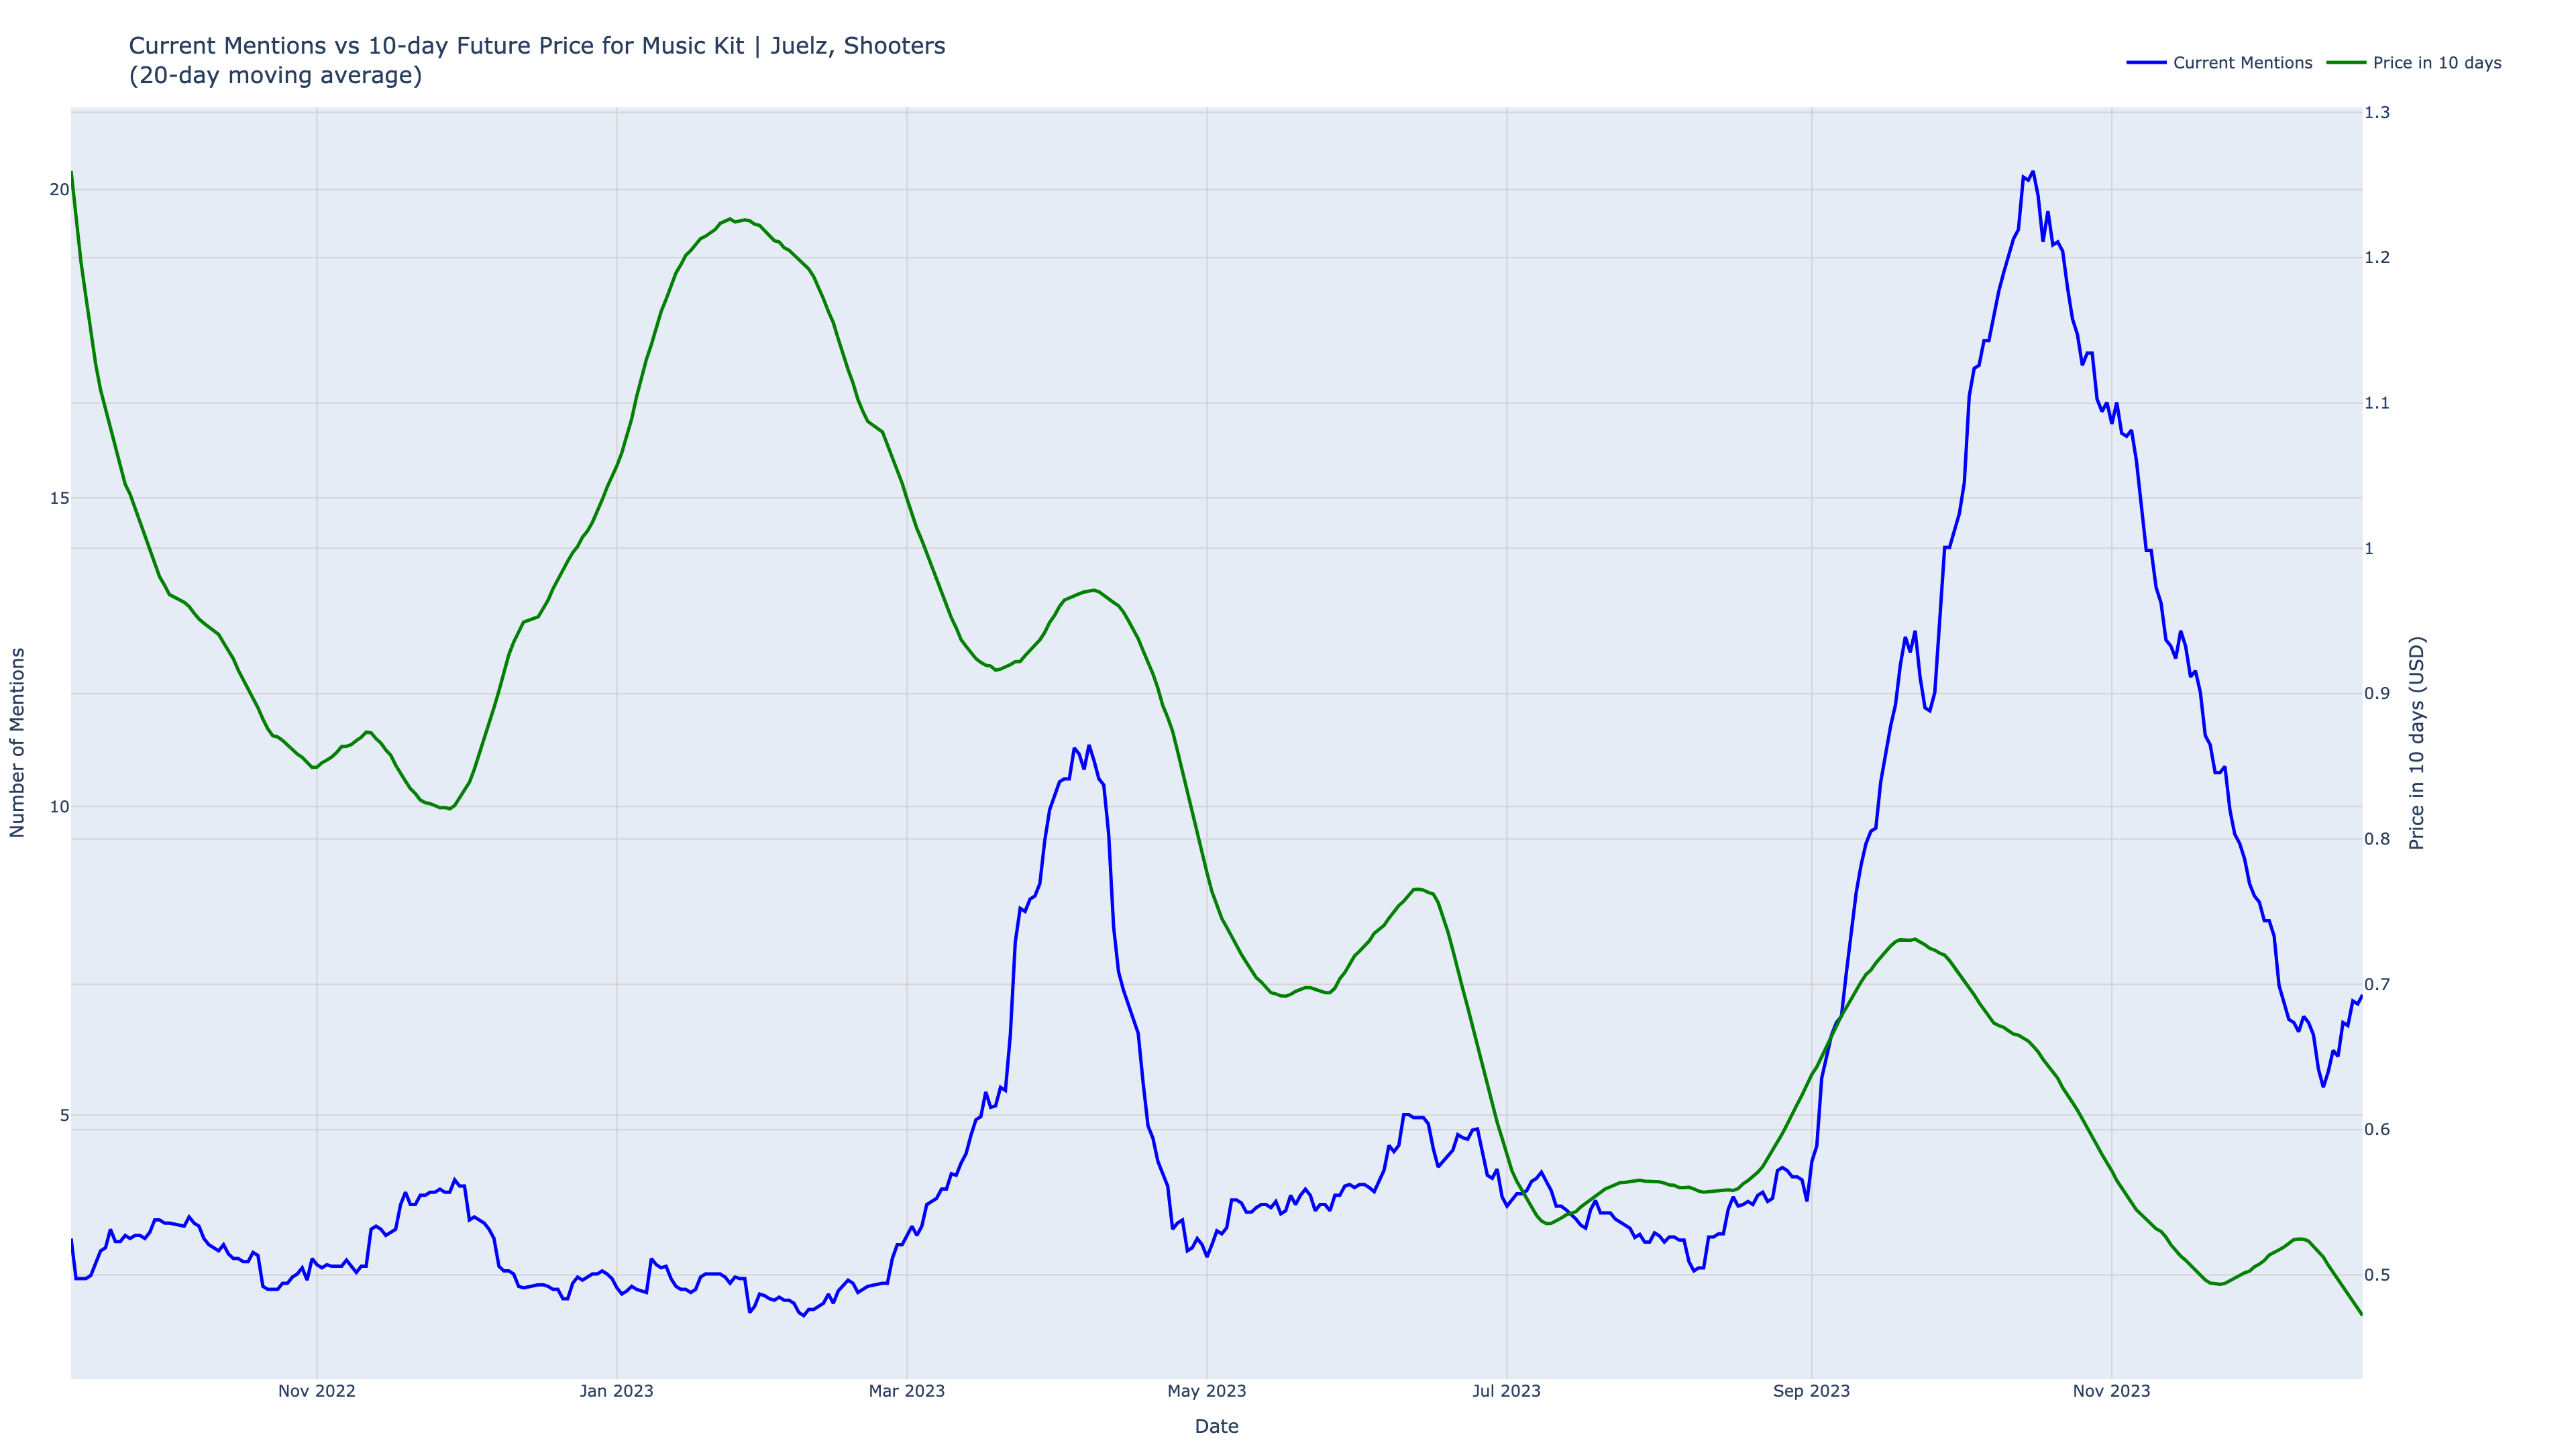 Current Mentions vs 10-day Future Price for Music Kit | Juelz, Shooters
(20-day moving average)
Current Mentions
Price in 10 days
20
15
10
5
Number of Mentions
1.3
1.2
1.1
1
0.9
0.8
0.7
0.6
0.5
Price in 10 days (USD)
Nov 2022
Jan 2023
Mar 2023
May 2023
Jul 2023
Sep 2023
Nov 2023
Date